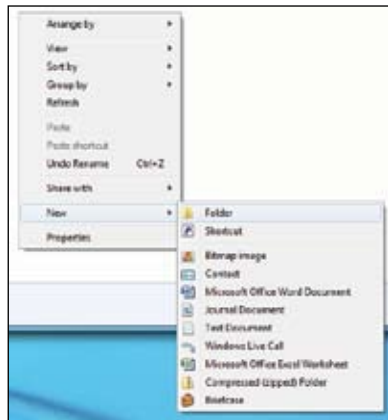 Arrange by
View
Sort by
Group by
Refresh
Paste
Paste shortcut
Undo Rename Ctrl+Z
Share with
New
Properties
Folder
Shortcut
Bitmap image
Contact
Microsoft Office Word Document
Journal Document
Text Document
Windows Live Call
Microsoft Office Excel Worksheet
Compressed (zipped) Folder
Briefcase